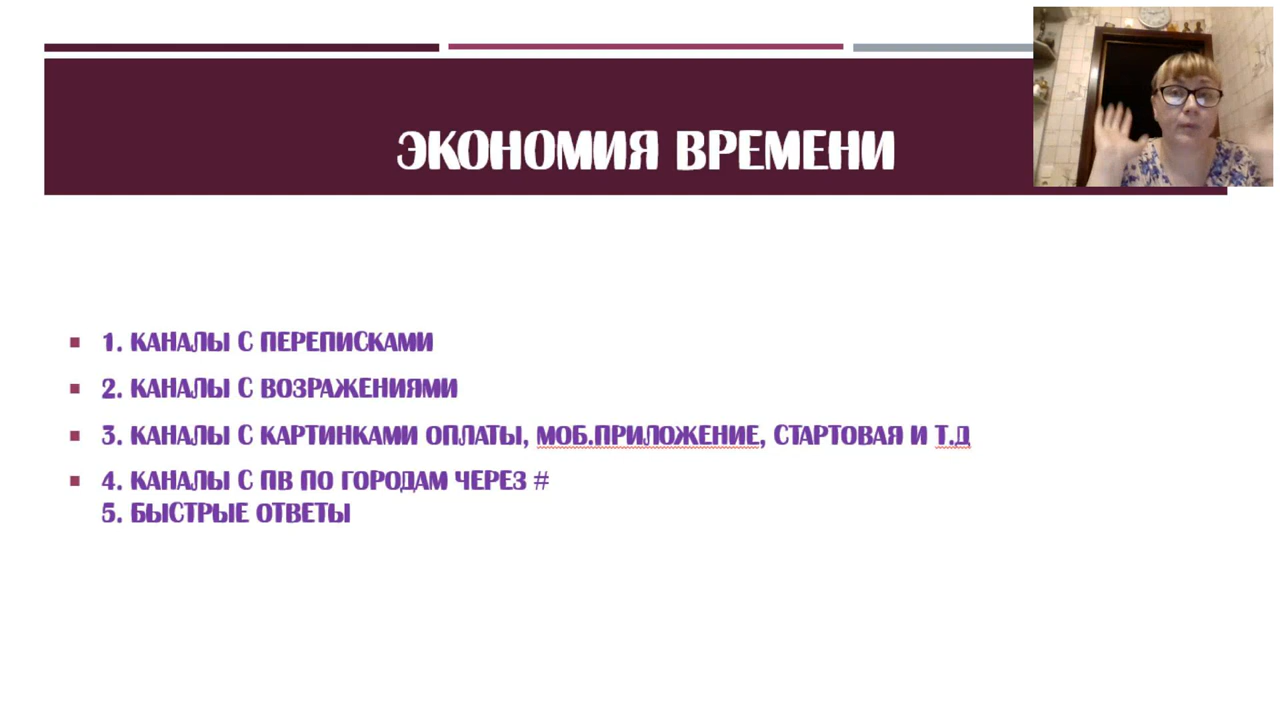 ЭКОНОМИЯ ВРЕМЕНИ
1. КАНАЛЫ С ПЕРЕПИСКАМИ
2. КАНАЛЫ С ВОЗРАЖЕНИЯМИ
3. КАНАЛЫ С КАРТИНКАМИ ОПЛАТЫ, МОБ.ПРИЛОЖЕНИЕ, СТАРТОВАЯ И Т.Д
4. КАНАЛЫ С ПВ ПО ГОРОДАМ ЧЕРЕЗ #
5. БЫСТРЫЕ ОТВЕТЫ